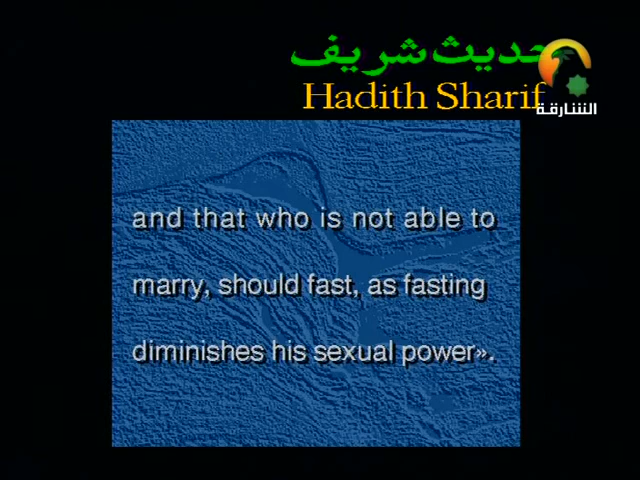 حديث شريف
Hadith Sharif
الشارقة
and that who is not able to
marry, should fast, as fasting
diminishes his sexual power».